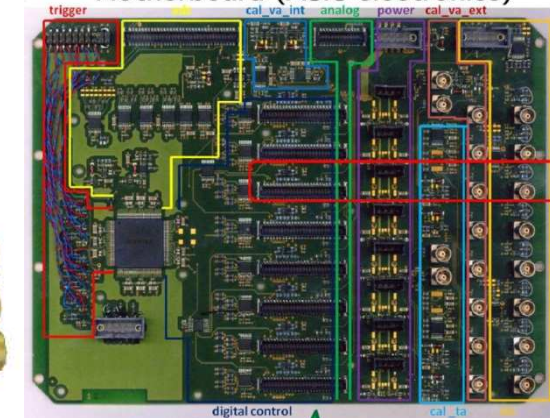 trigger
cal_va_int
analog
power
cal_va_ext
digital control
cal_ta